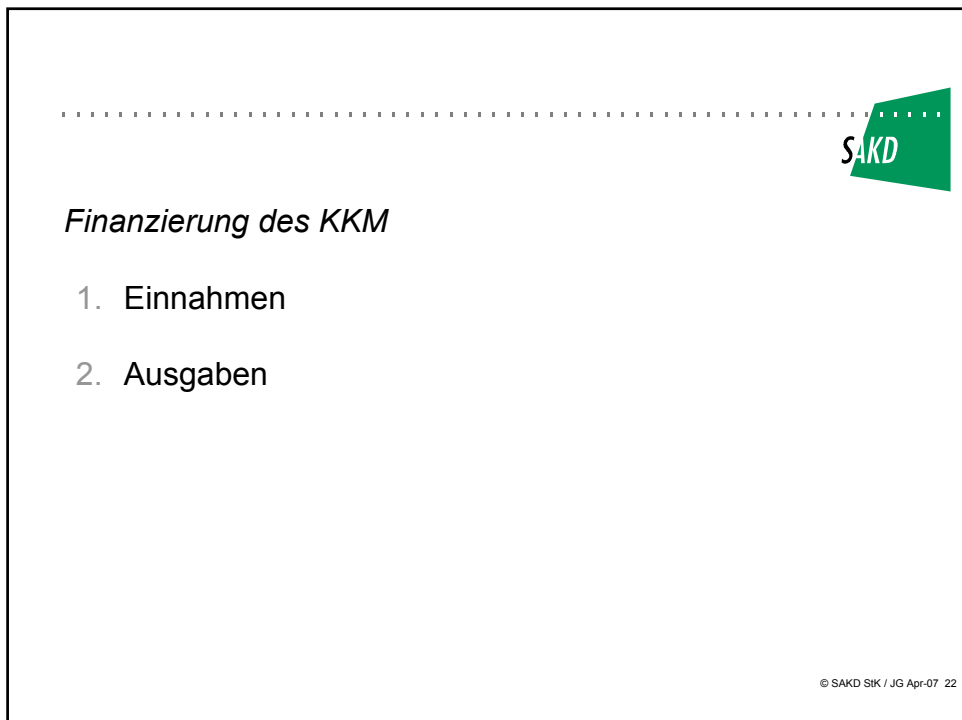 SAKD
Finanzierung des KKM
1. Einnahmen
2. Ausgaben
© SAKD StK / JG Apr-07 22